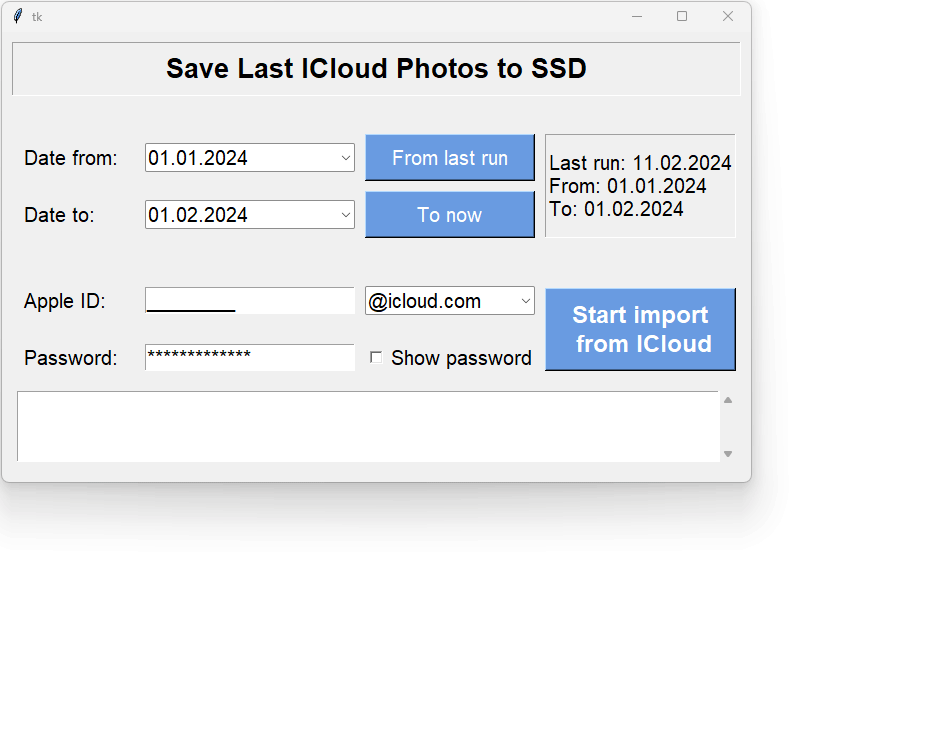 tk
Save Last ICloud Photos to SSD
Date from:
01.01.2024
From last run
Date to:
01.02.2024
To now
Last run: 11.02.2024
From: 01.01.2024
To: 01.02.2024
Apple ID:
@icloud.com
Password:
*************
Show password
Start import
from ICloud